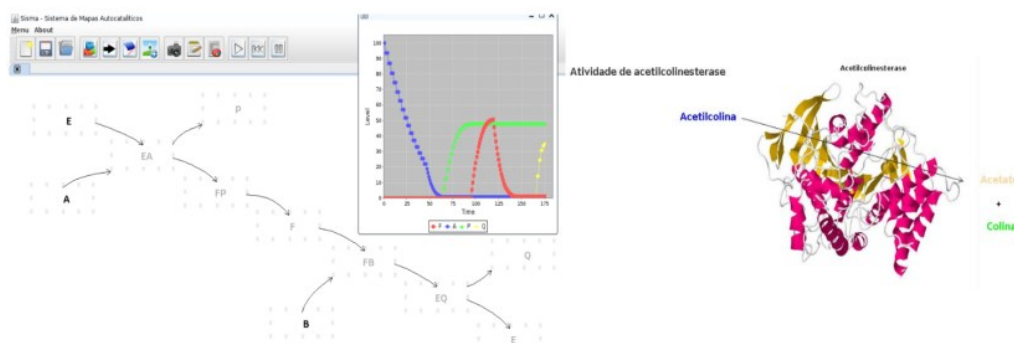 Sisma - Sistema de Mapas Autocatalíticos
Menu About
E
P
EA
A
FP
F
FB
B
EQ
Q
E
Level
100
90
80
70
60
50
40
30
20
10
0
0 25 50 75 100 125 150 175
Time
F A P Q
Atividade de acetilcolinesterase
Acetilcolinesterase
Acetilcolina
Acetato
+
Colina